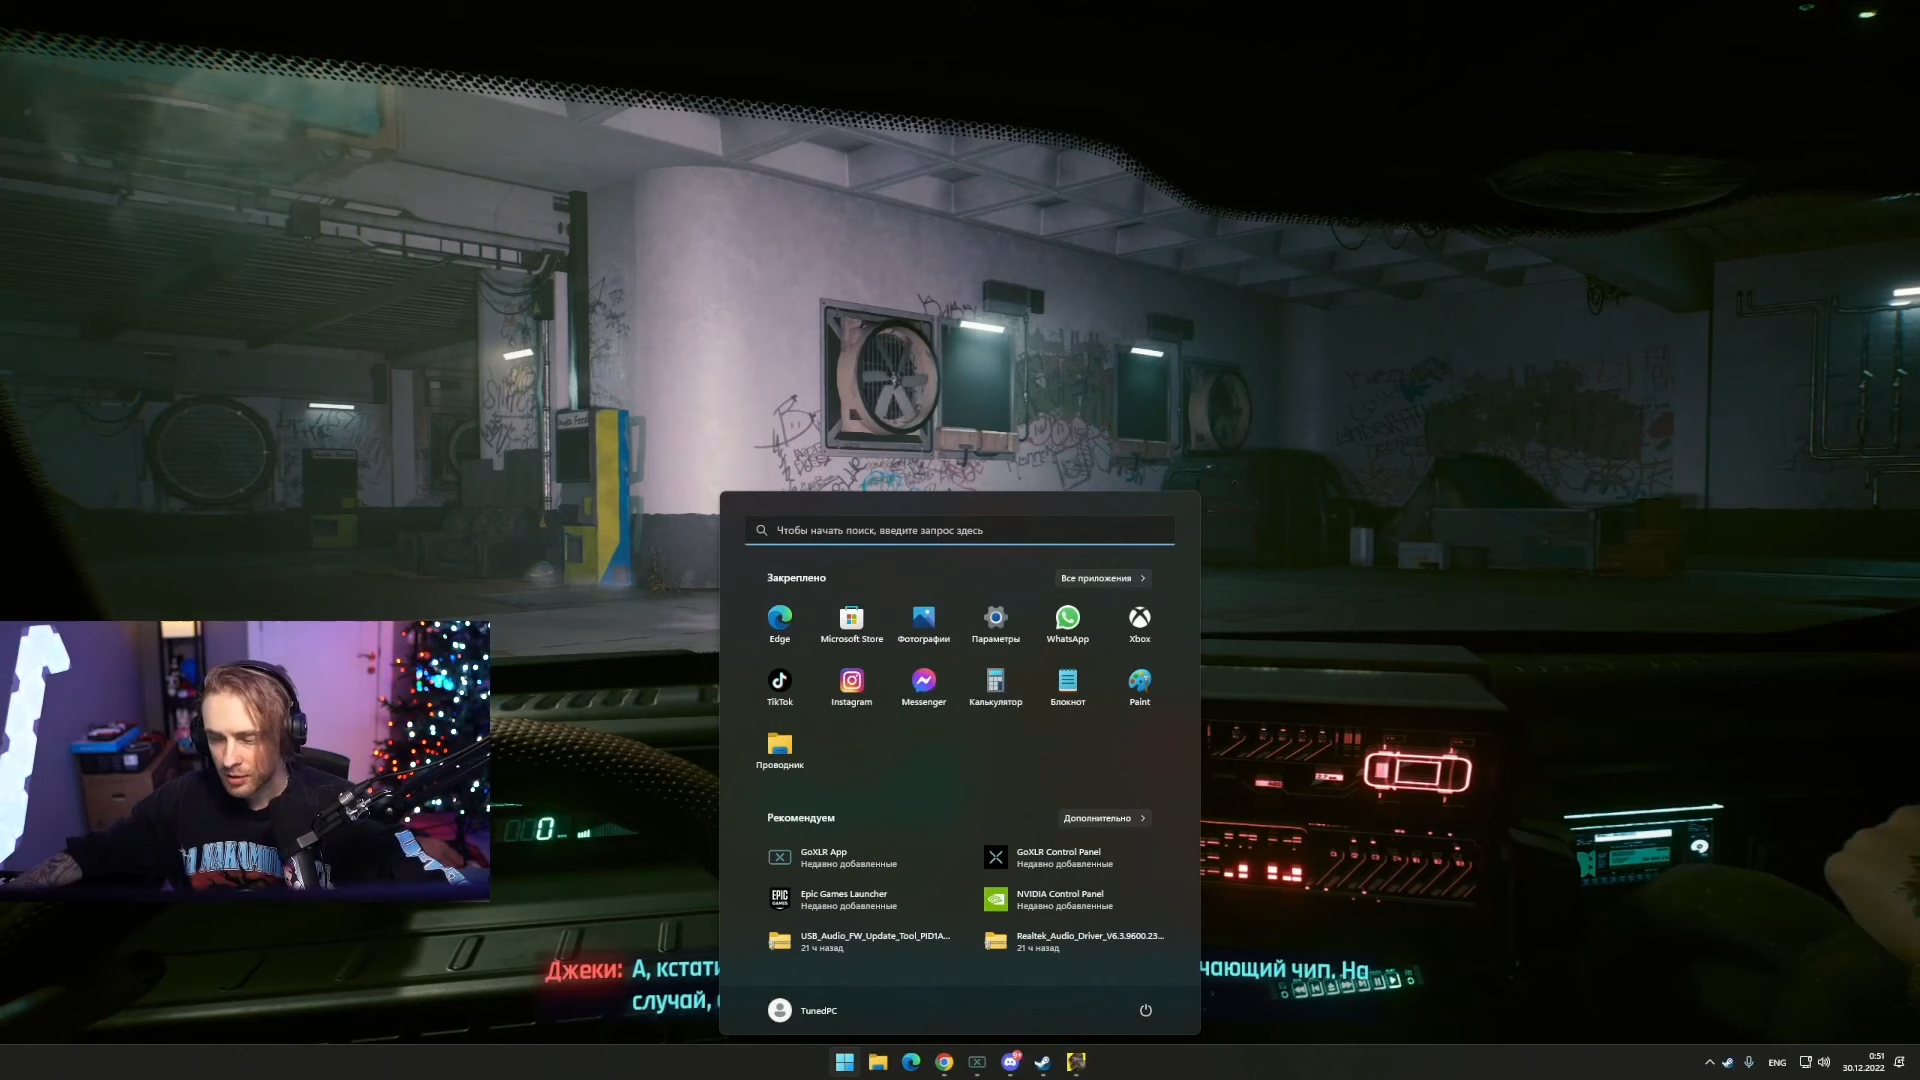 Чтобы начать поиск, введите запрос здесь
Закреплено
Все приложения
Edge
Microsoft Store
Фотографии
Параметры
WhatsApp
Xbox
TikTok
Instagram
Messenger
Калькулятор
Блокнот
Paint
Проводник
Рекомендуем
Дополнительно
GoXLR App
Недавно добавленные
GoXLR Control Panel
Недавно добавленные
EPIC GAMES
Epic Games Launcher
Недавно добавленные
NVIDIA Control Panel
Недавно добавленные
USB_Audio_FW_Update_Tool_PID1A...
21 ч назад
Realtek_Audio_Driver_V6.3.9600.23...
21 ч назад
0
Джеки: А, кстати чающий чип. На
случай,
TunedPC
ENG
0:51
30.12.2022